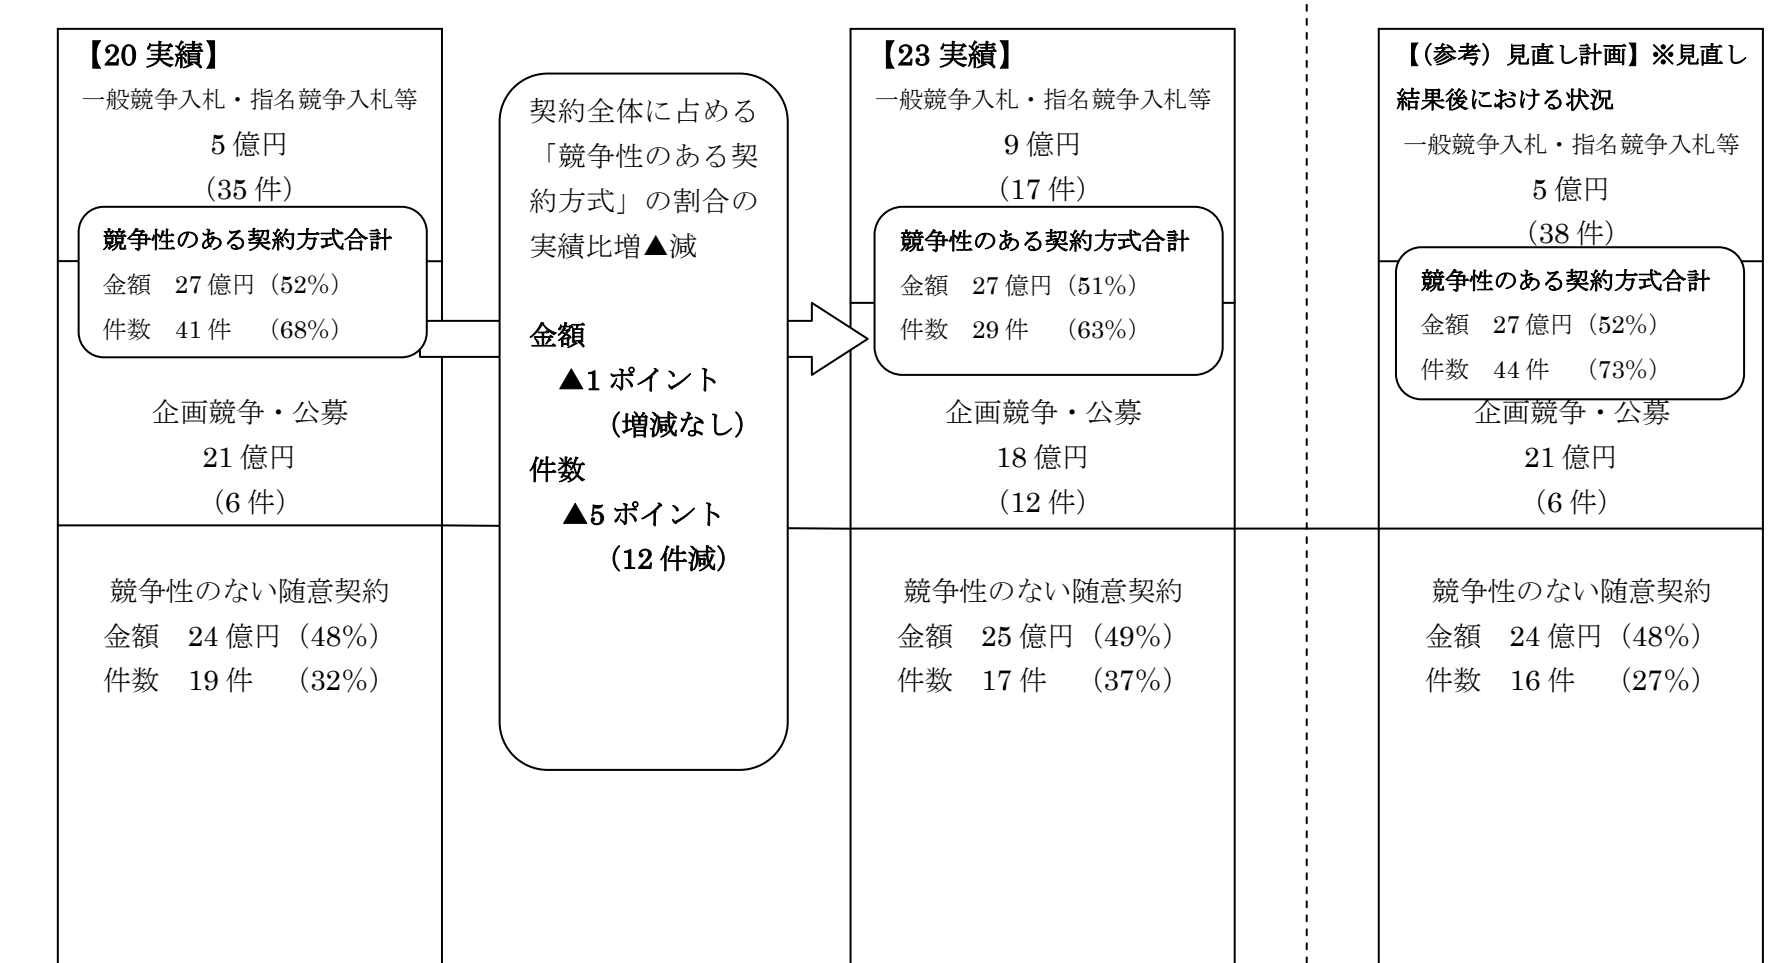 【20 実績】
一般競争入札・指名競争入札等
5 億円
（35 件）
競争性のある契約方式合計
金額　27 億円（52%）
件数　41 件　（68%）
企画競争・公募
21 億円
（6 件）
競争性のない随意契約
金額　24 億円（48%）
件数　19 件　（32%）
契約全体に占める
「競争性のある契
約方式」の割合の
実績比増▲減
金額
▲1 ポイント
（増減なし）
件数
▲5 ポイント
（12 件減）
【23 実績】
一般競争入札・指名競争入札等
9 億円
（17 件）
競争性のある契約方式合計
金額　27 億円（51%）
件数　29 件　（63%）
企画競争・公募
18 億円
（12 件）
競争性のない随意契約
金額　25 億円（49%）
件数　17 件　（37%）
【（参考）見直し計画】※見直し
結果後における状況
一般競争入札・指名競争入札等
5 億円
（38 件）
競争性のある契約方式合計
金額　27 億円（52%）
件数　44 件　（73%）
企画競争・公募
21 億円
（6 件）
競争性のない随意契約
金額　24 億円（48%）
件数　16 件　（27%）